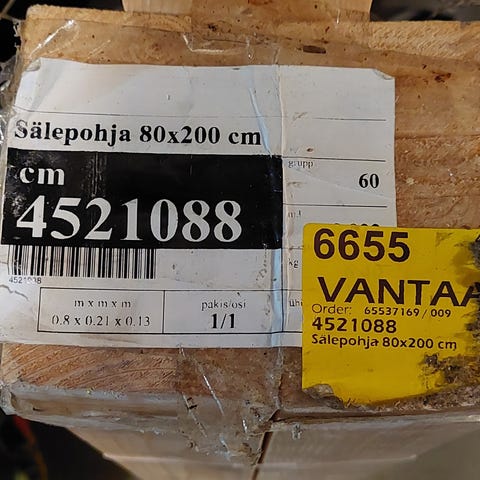 Sälepohja 80x200 cm
cm
4521088
grupp
60
kg
m x m x m
0.8 x 0.21 x 0.13
pakis/osi
1/1
6655
VANTAA
Order: 65537169 / 009
4521088
Sälepohja 80x200 cm